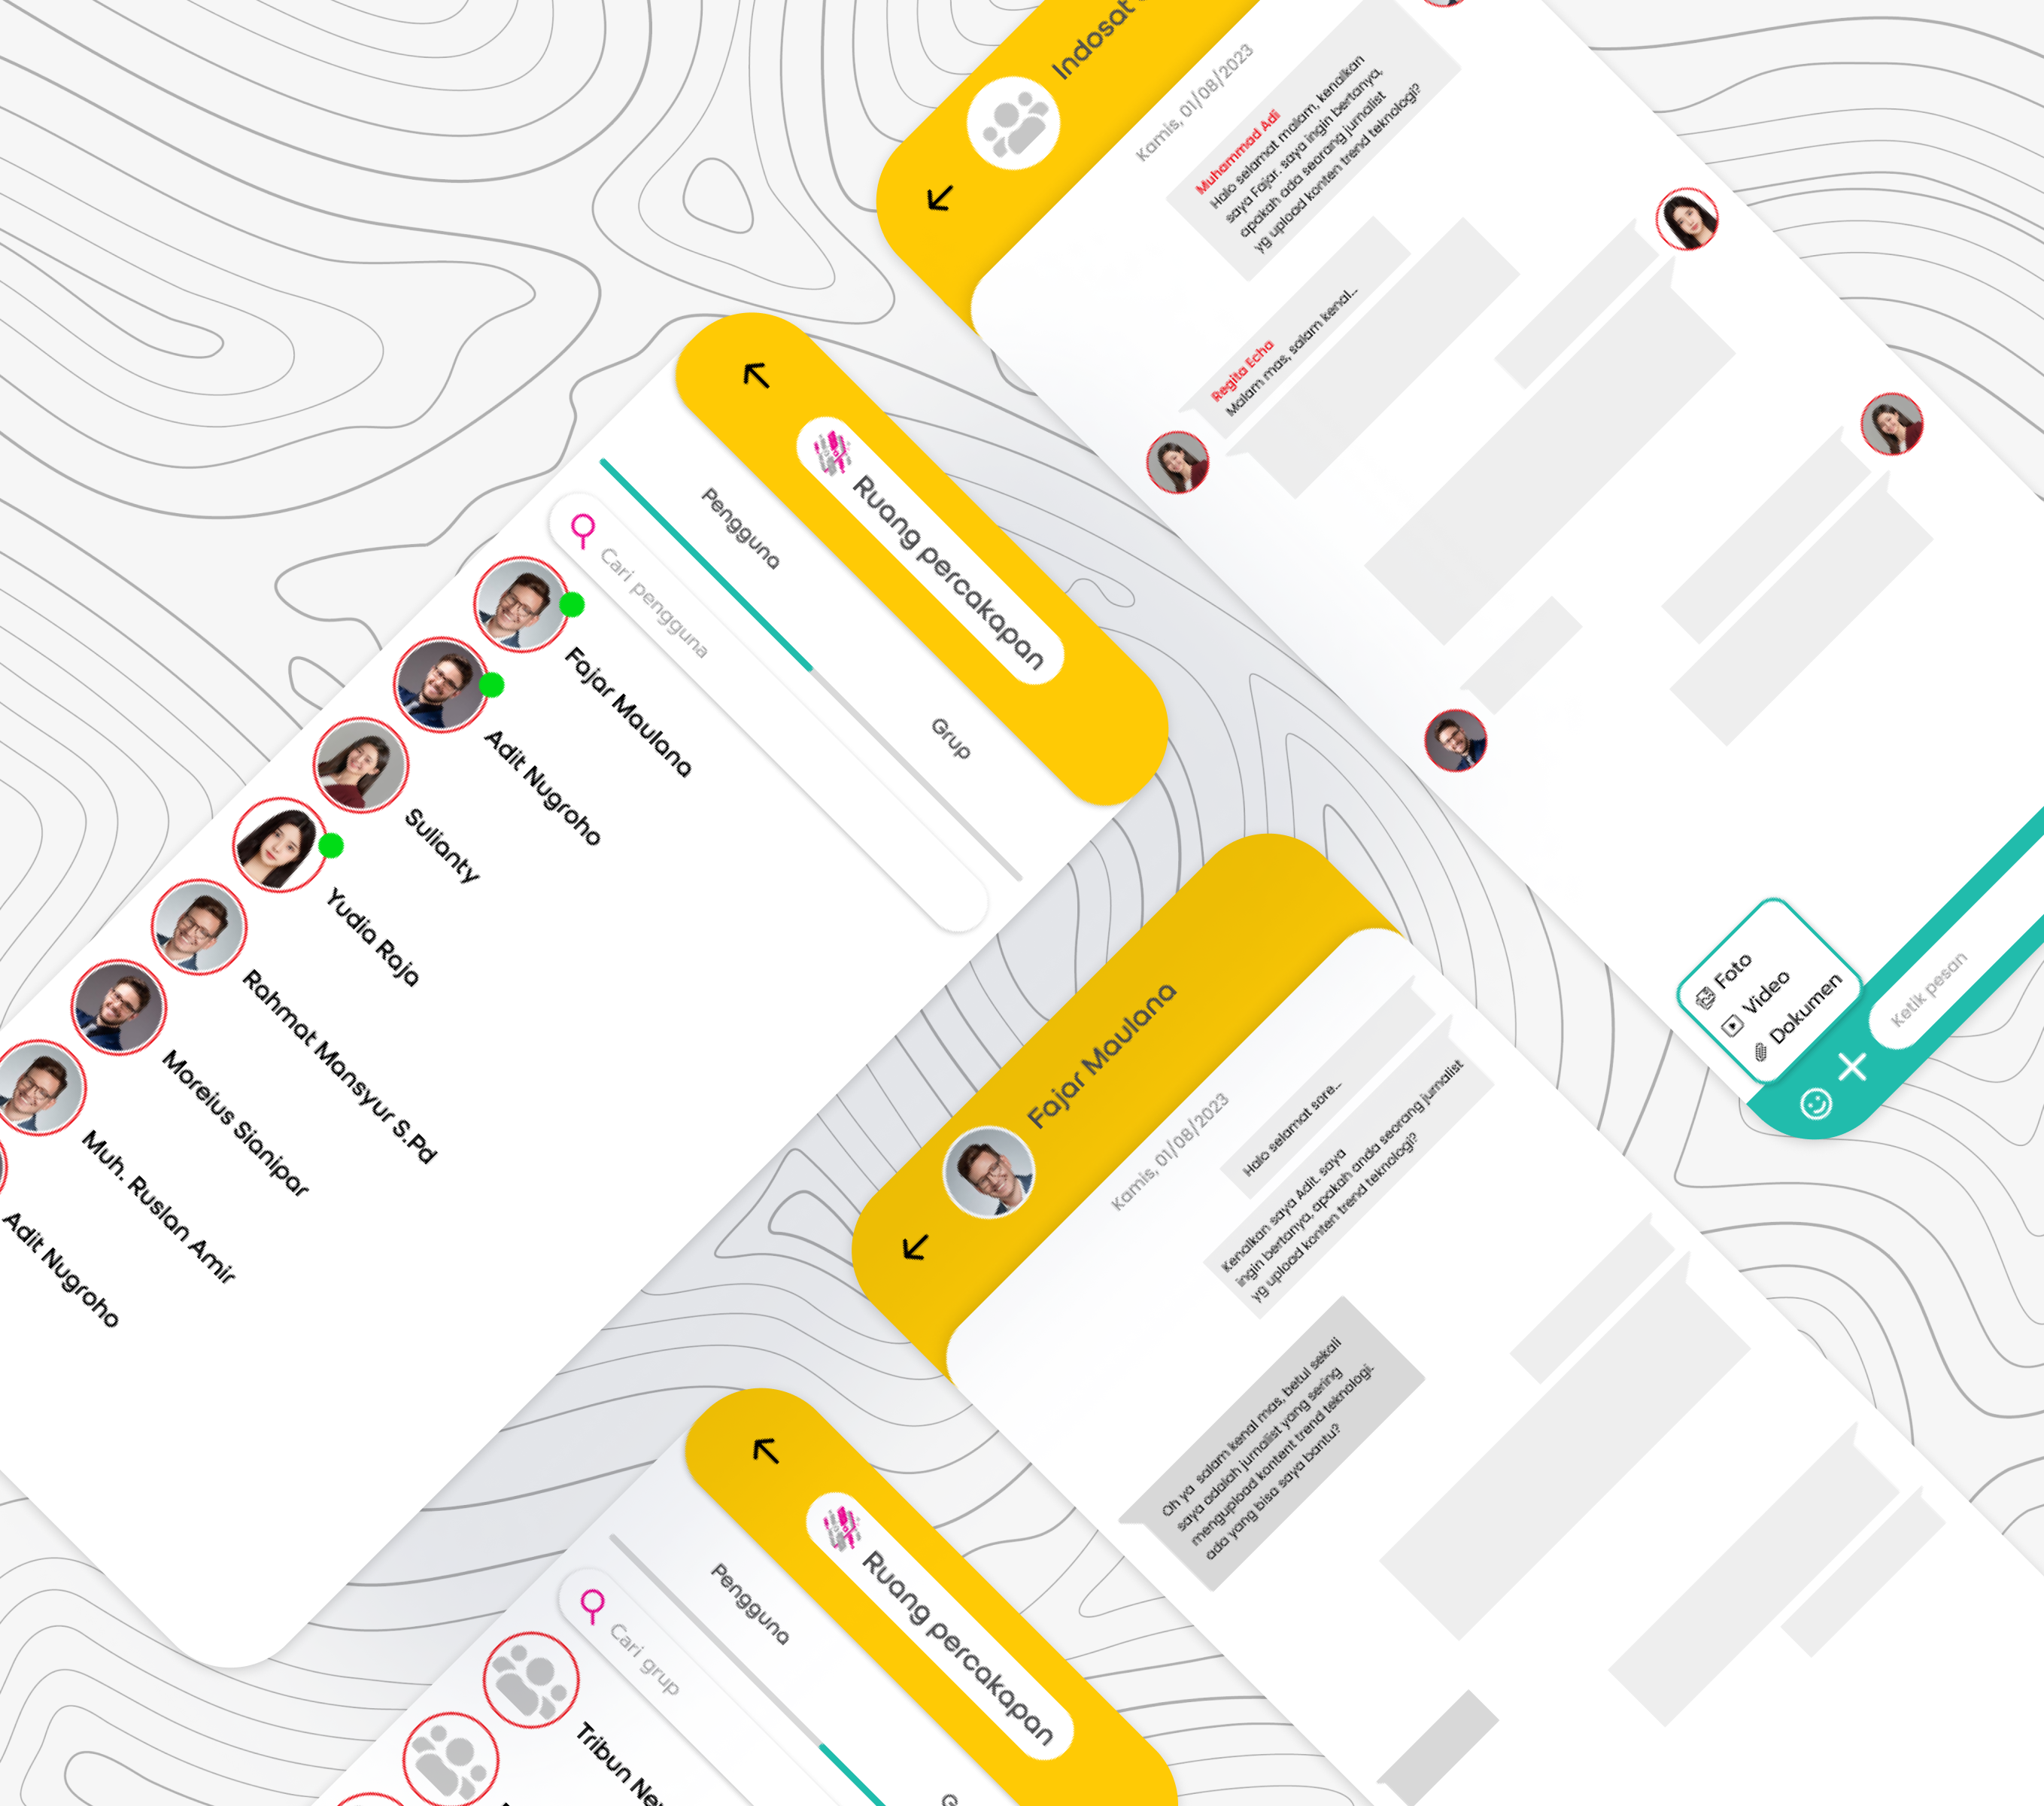 Indosat
Kamis, 01/08/2023
Muhammad Adi
Halo selamat malam, kenalkan
saya Fajar. saya ingin bertanya,
apakah ada seorang jurnalist
yg upload konten trend teknologi?
Regita Echa
Malam mas, salam kenal...
Foto
Video
Dokumen
Ketik pesan
Ruang percakapan
Pengguna
Grup
Cari pengguna
Fajar Maulana
Adit Nugroho
Sulianty
Yudia Raja
Rahmat Mansyur S.Pd
Moreius Sianipar
Muh. Ruslan Amir
Adit Nugroho
Fajar Maulana
Kamis, 01/08/2023
Halo selamat sore...
Kenalkan saya Adit. saya
ingin bertanya, apakah anda seorang jurnalist
yg upload konten trend teknologi?
Oh ya salam kenal mas, betul sekali
saya adalah jurnalist yang sering
mengupload kontent trend teknologi.
ada yang bisa saya bantu?
Ruang percakapan
Pengguna
Cari grup
Tribun